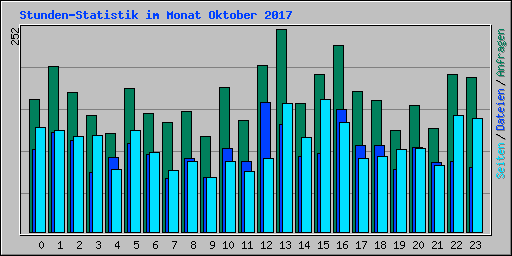 Stunden-Statistik im Monat Oktober 2017
252
Seiten / Dateien / Anfragen
0 1 2 3 4 5 6 7 8 9 10 11 12 13 14 15 16 17 18 19 20 21 22 23